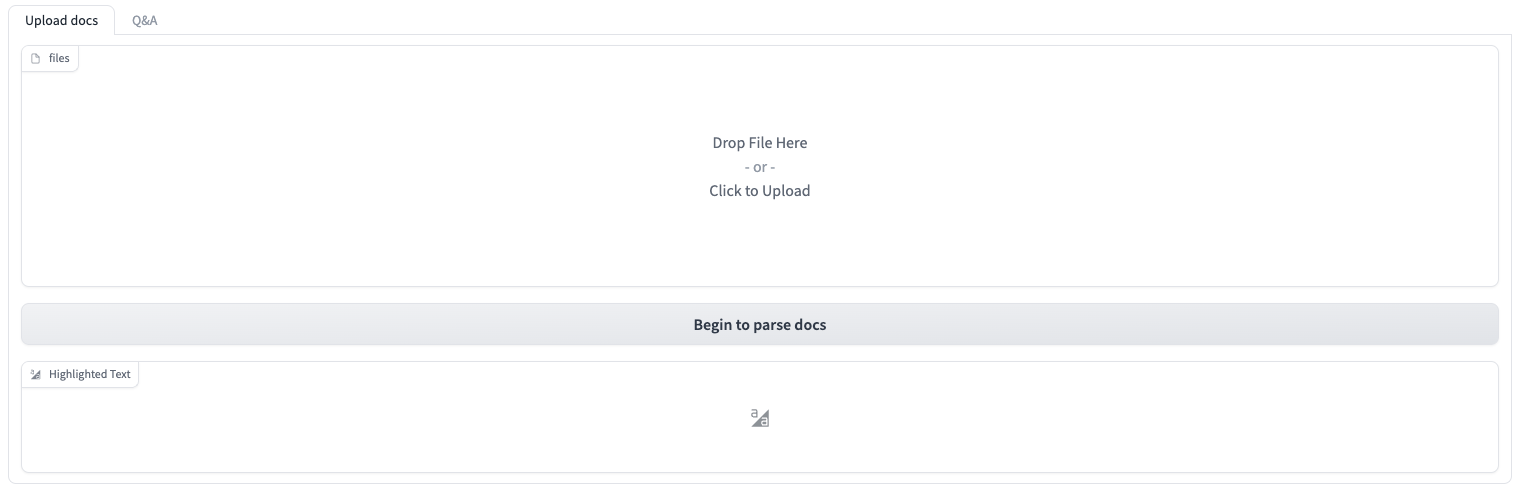 Upload docs
Q&A
files
Drop File Here
- or -
Click to Upload
Begin to parse docs
Highlighted Text